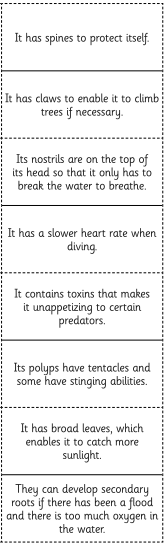 It has spines to protect itself.
It has claws to enable it to climb
trees if necessary.
Its nostrils are on the top of
its head so that it only has to
break the water to breathe.
It has a slower heart rate when
diving.
It contains toxins that makes
it unappetizing to certain
predators.
Its polyps have tentacles and
some have stinging abilities.
It has broad leaves, which
enables it to catch more
sunlight.
They can develop secondary
roots if there has been a flood
and there is too much oxygen in
the water.